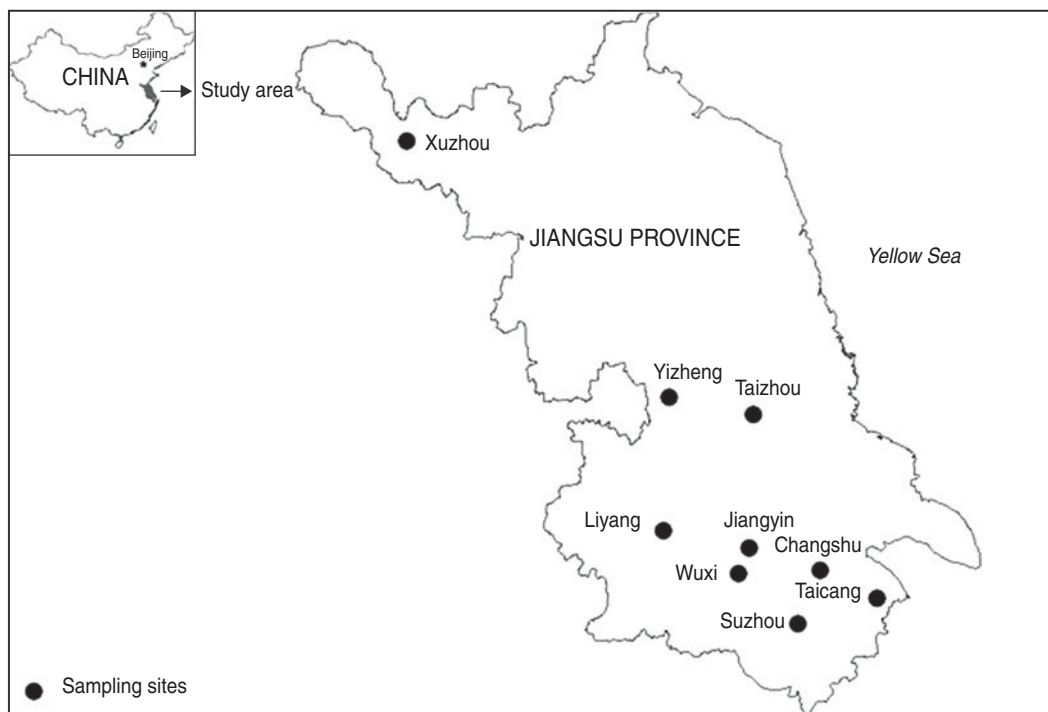 Beijing
CHINA
Study area
Xuzhou
JIANGSU PROVINCE
Yellow Sea
Yizheng
Taizhou
Liyang
Jiangyin
Changshu
Wuxi
Taicang
Suzhou
Sampling sites